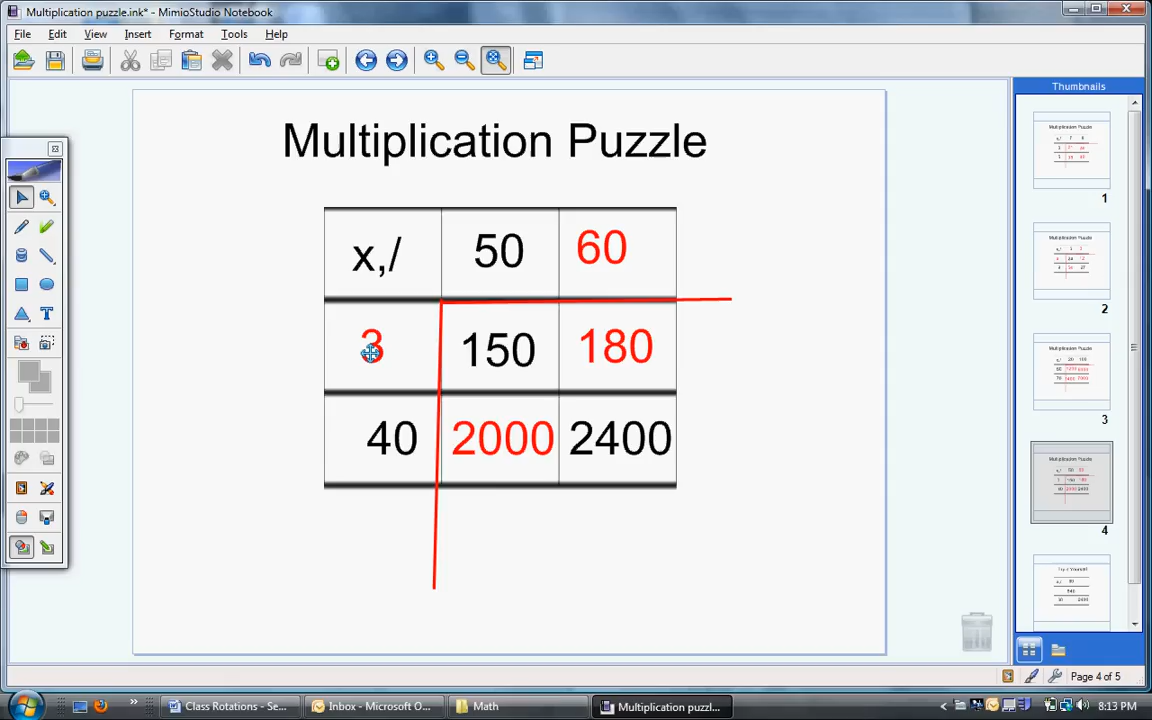 Multiplication puzzle.ink* - MimioStudio Notebook
File Edit View Insert Format Tools Help
Thumbnails
Multiplication Puzzle
x,/ 50 60
3 150 180
40 2000 2400
1
2
3
4
Page 4 of 5
Class Rotations - Se...
Inbox - Microsoft O...
Math
Multiplication puzzl...
8:13 PM